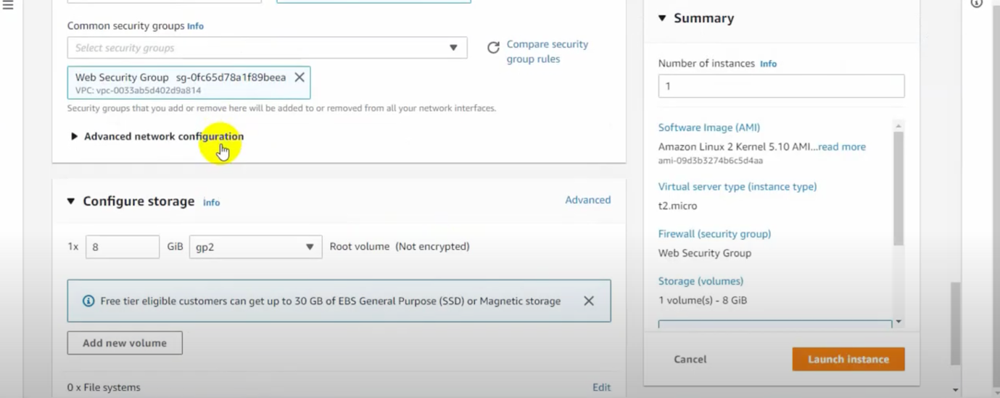 Common security groups Info
Select security groups
Compare security
group rules
Web Security Group sg-0fc65d78a1f89beea
VPC: vpc-0033ab5d402d9a814
Security groups that you add or remove here will be added to or removed from all your network interfaces.
Advanced network configuration
Configure storage Info
Advanced
1x 8 GiB gp2 Root volume (Not encrypted)
Free tier eligible customers can get up to 30 GB of EBS General Purpose (SSD) or Magnetic storage
Add new volume
0 x File systems
Edit
Summary
Number of instances Info
1
Software Image (AMI)
Amazon Linux 2 Kernel 5.10 AMI...read more
ami-09d3b3274b6c5d4aa
Virtual server type (instance type)
t2.micro
Firewall (security group)
Web Security Group
Storage (volumes)
1 volume(s) - 8 GiB
Cancel
Launch instance